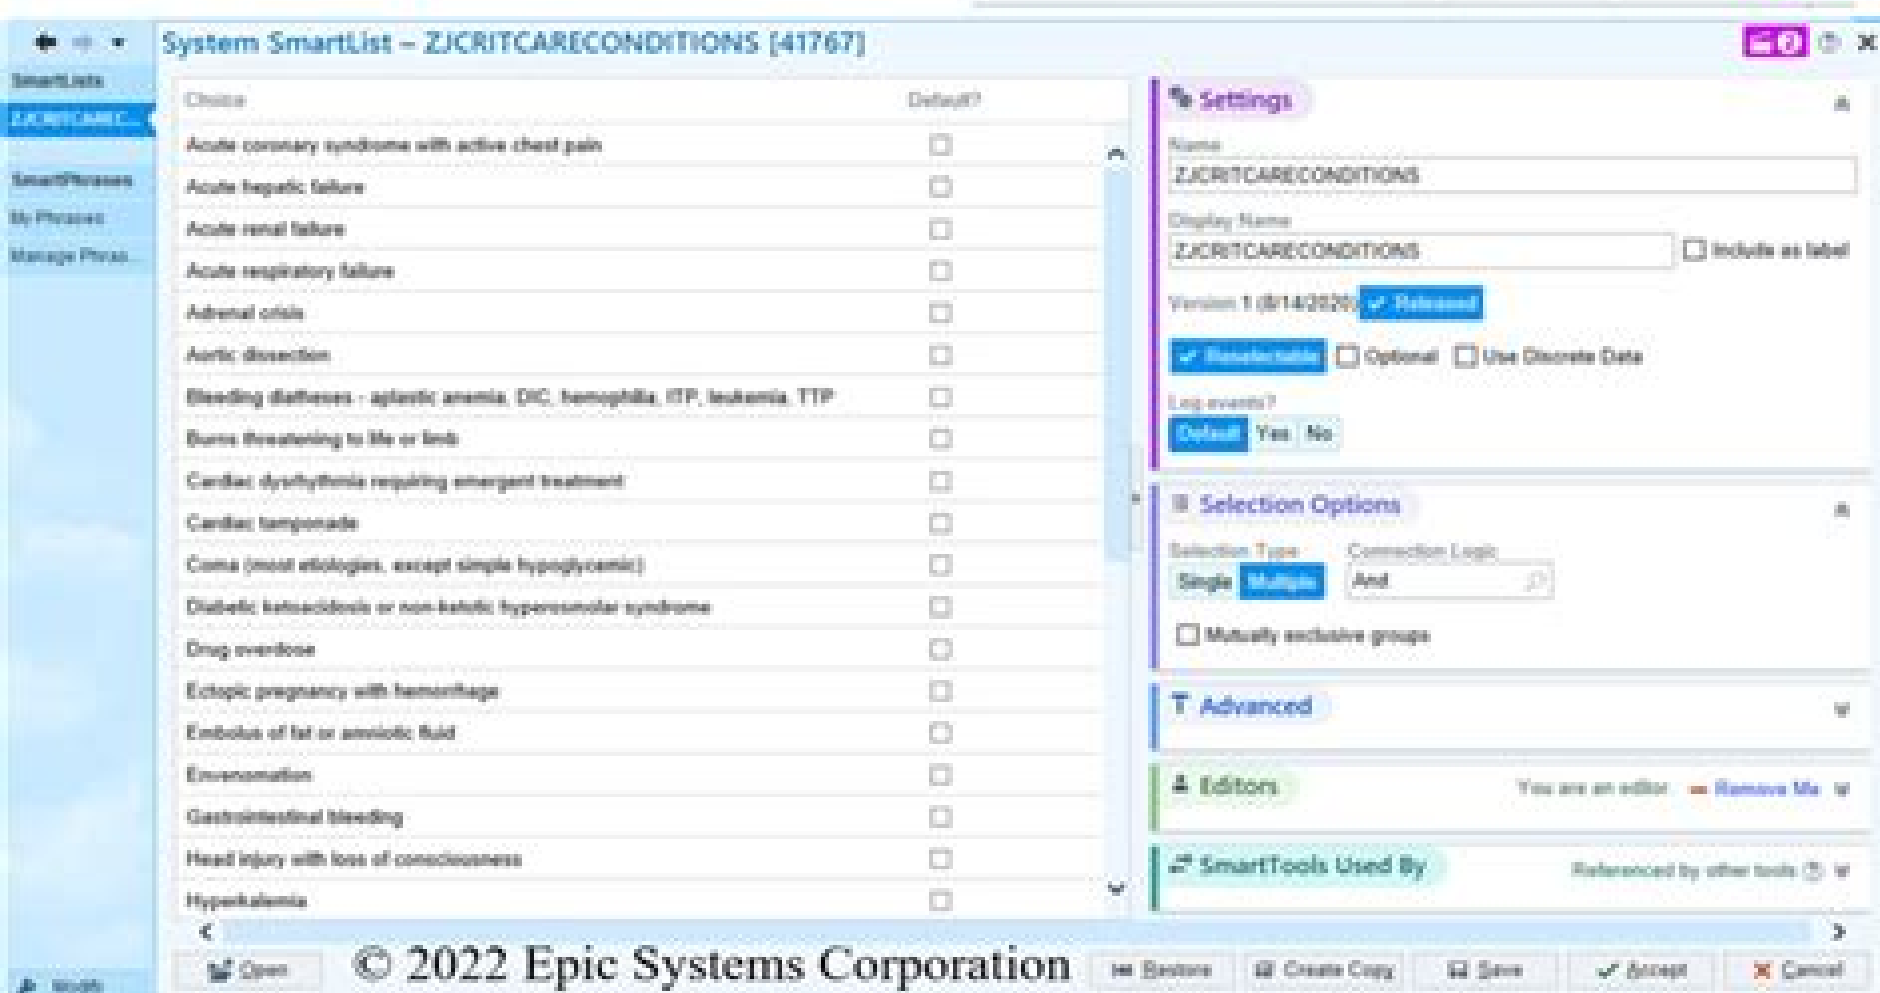 System SmartList – ZJCRITCARECONDITIONS [41767]
SmartLists
ZJCRITCAREC...
SmartPhrases
My Phrases
Manage Phras...
Choice Default?
Acute coronary syndrome with active chest pain
Acute hepatic failure
Acute renal failure
Acute respiratory failure
Adrenal crisis
Aortic dissection
Bleeding diatheses - aplastic anemia, DIC, hemophilia, ITP, leukemia, TTP
Burns threatening to life or limb
Cardiac dysrhythmia requiring emergent treatment
Cardiac tamponade
Coma (most etiologies, except simple hypoglycemic)
Diabetic ketoacidosis or non-ketotic hyperosmolar syndrome
Drug overdose
Ectopic pregnancy with hemorrhage
Embolus of fat or amniotic fluid
Envenomation
Gastrointestinal bleeding
Head injury with loss of consciousness
Hyperkalemia
Settings
Name
ZJCRITCARECONDITIONS
Display Name
ZJCRITCARECONDITIONS Include as label
Version 1 (8/14/2020) Released
Reselectable Optional Use Discrete Data
Log events?
Default Yes No
Selection Options
Selection Type Connection Logic
Single Multiple And
Mutually exclusive groups
Advanced
Editors You are an editor Remove Me
SmartTools Used By Referenced by other tools
Modify
Open © 2022 Epic Systems Corporation Restore Create Copy Save Accept Cancel